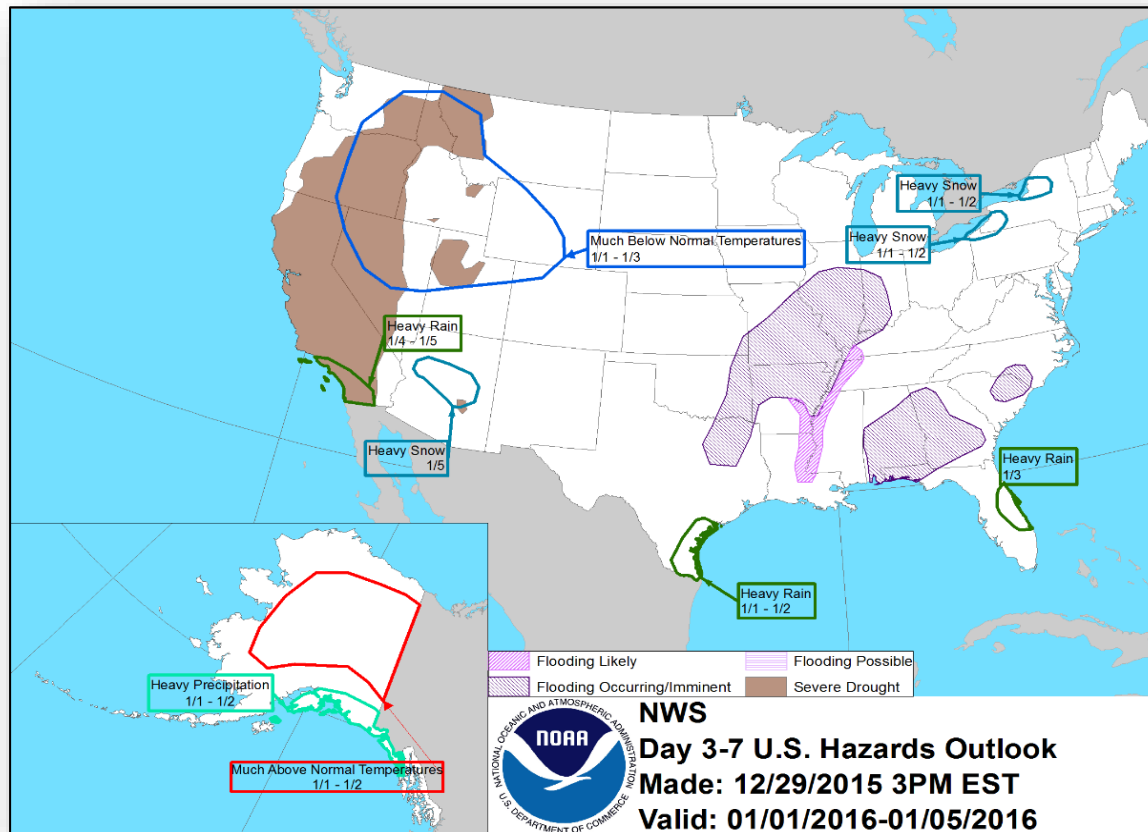 Heavy Snow
1/1 - 1/2
Heavy Snow
1/1 - 1/2
Much Below Normal Temperatures
1/1 - 1/3
Heavy Rain
1/4 - 1/5
Heavy Snow
1/5
Heavy Rain
1/3
Heavy Rain
1/1 - 1/2
Heavy Precipitation
1/1 - 1/2
Much Above Normal Temperatures
1/1 - 1/2
Flooding Likely
Flooding Possible
Flooding Occurring/Imminent
Severe Drought
NATIONAL OCEANIC AND ATMOSPHERIC ADMINISTRATION
NOAA
U.S. DEPARTMENT OF COMMERCE
NWS
Day 3-7 U.S. Hazards Outlook
Made: 12/29/2015 3PM EST
Valid: 01/01/2016-01/05/2016